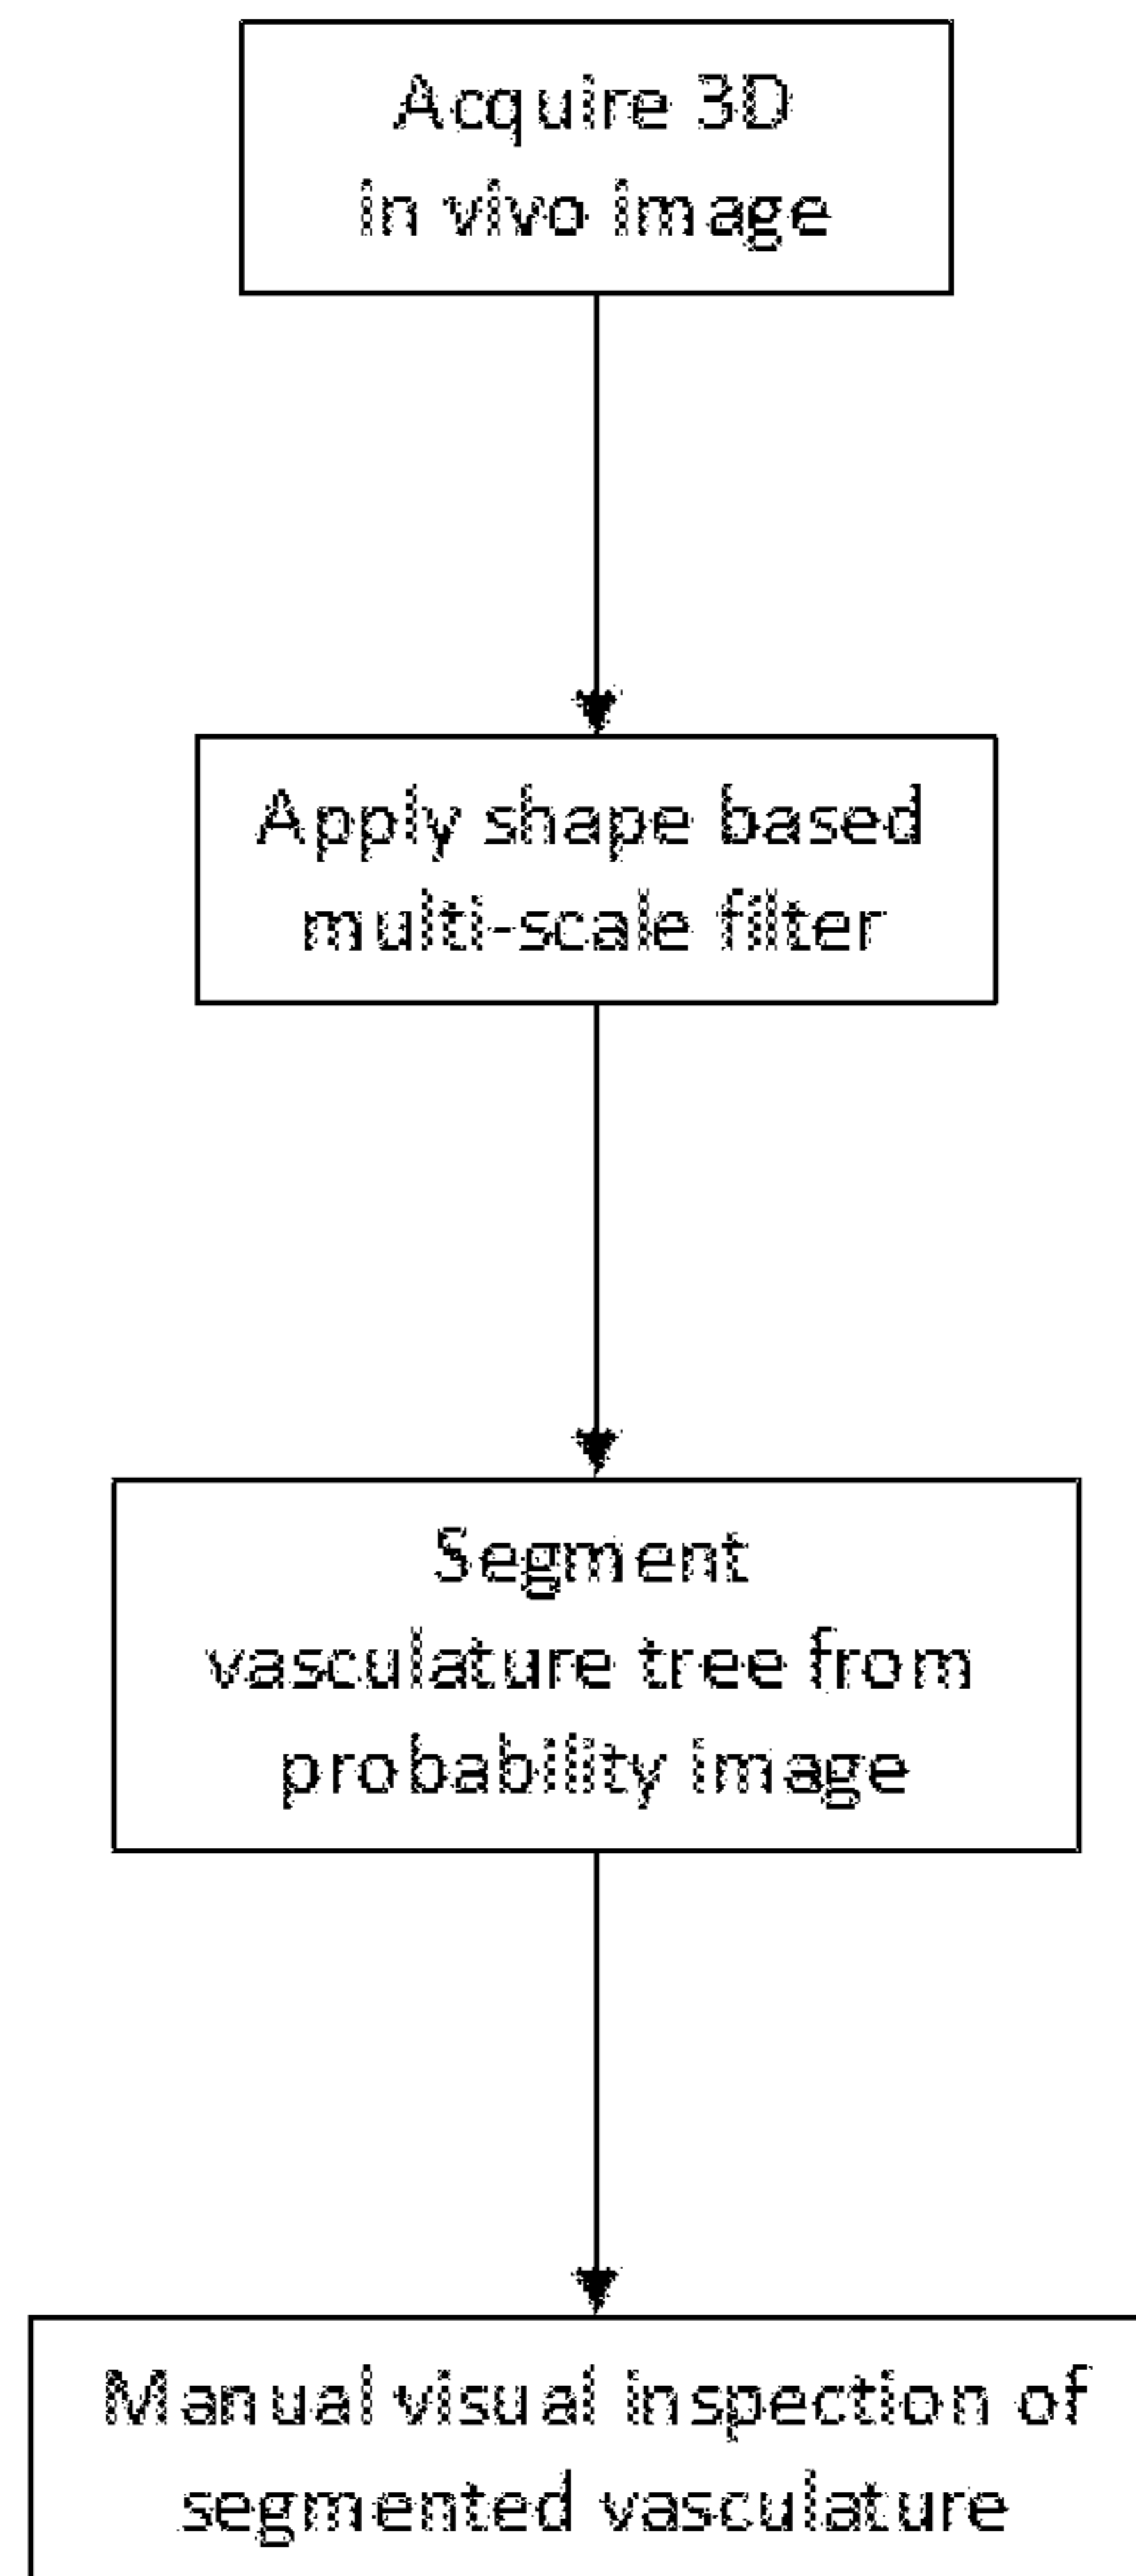 Acquire 3D
in vivo image
Apply shape based
multi-scale filter
Segment
vasculature tree from
probability image
Manual visual inspection of
segmented vasculature